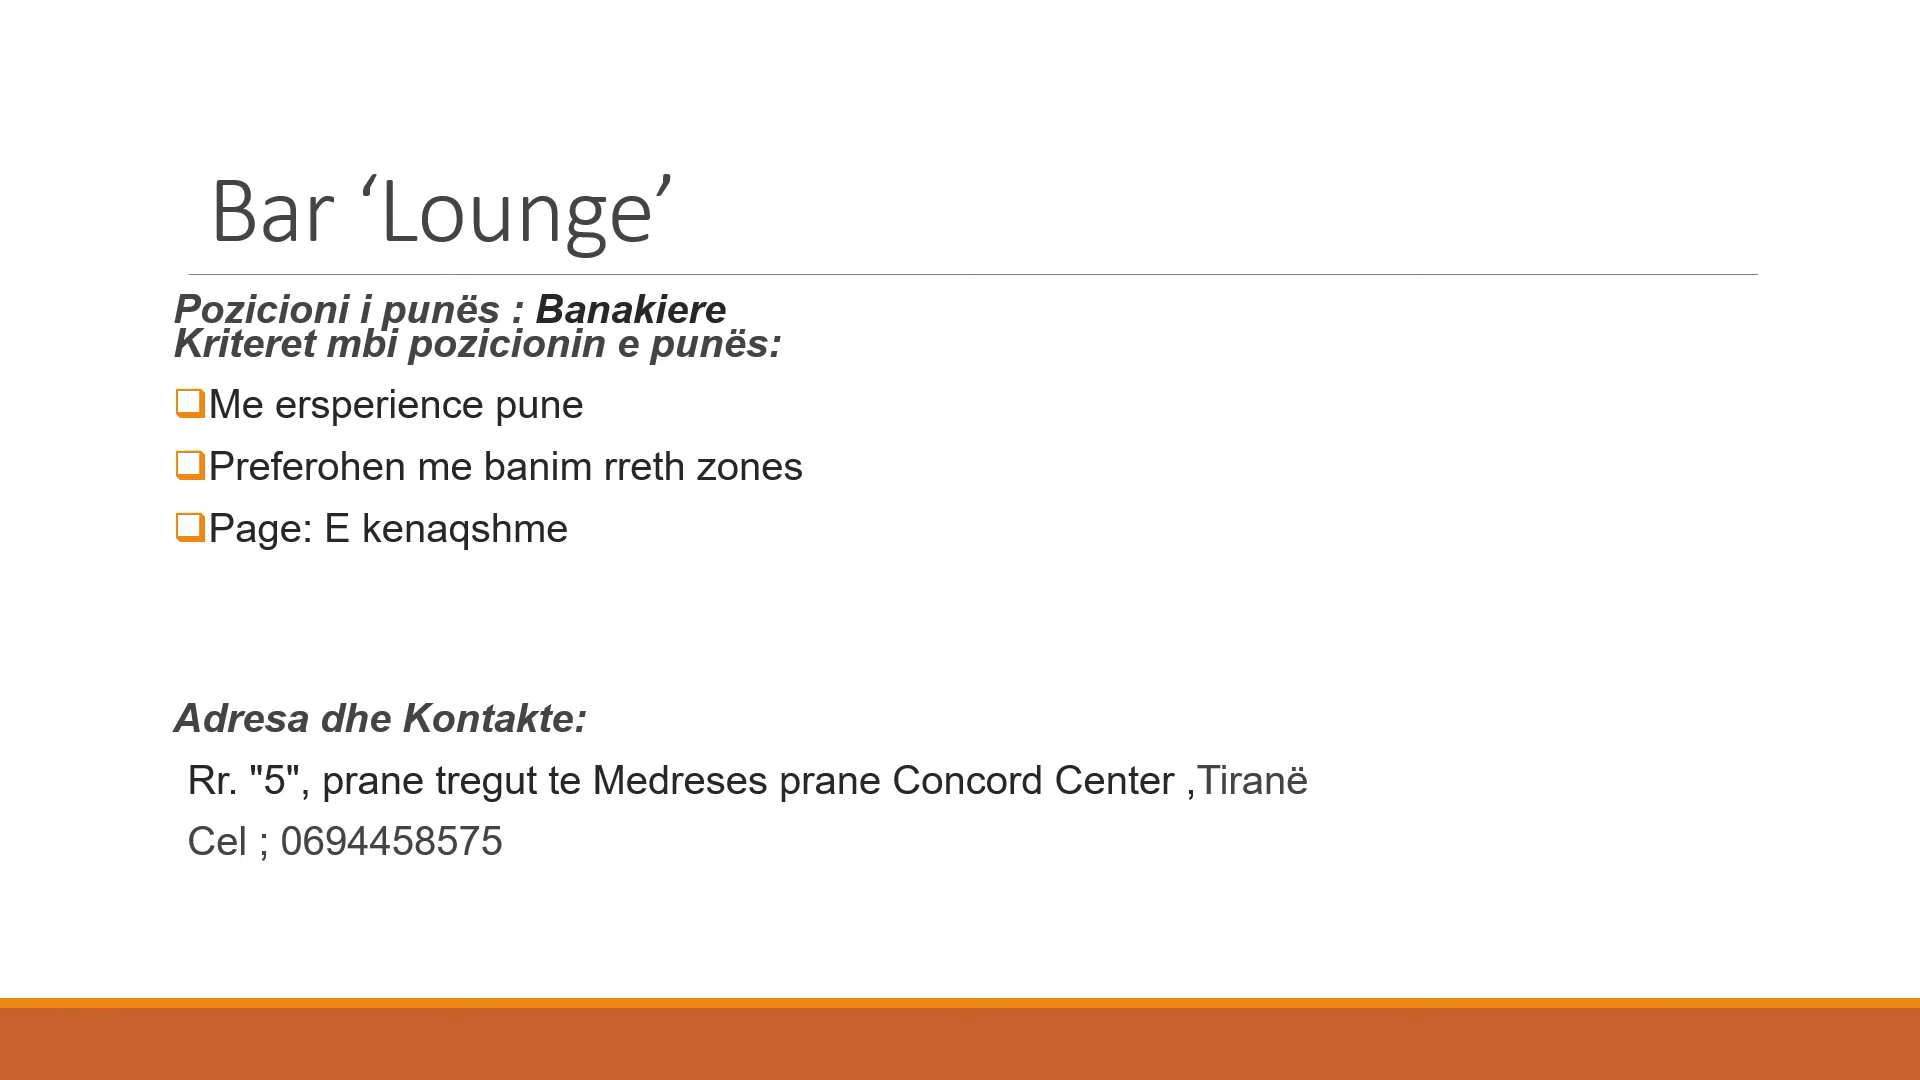 Bar ‘Lounge’
Pozicioni i punës : Banakiere
Kriteret mbi pozicionin e punës:
Me ersperience pune
Preferohen me banim rreth zones
Page: E kenaqshme
Adresa dhe Kontakte:
Rr. "5", prane tregut te Medreses prane Concord Center ,Tiranë
Cel ; 0694458575